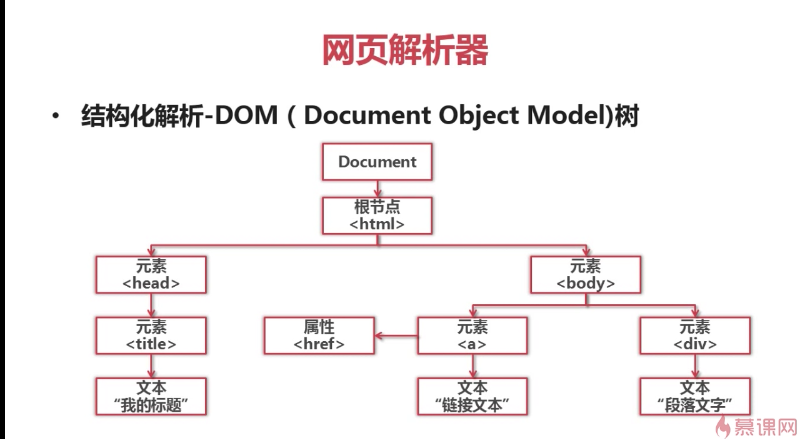 网页解析器
• 结构化解析-DOM ( Document Object Model)树
Document
根节点
<html>
元素
<head>
元素
<body>
元素
<title>
属性
<href>
元素
<a>
元素
<div>
文本
“我的标题”
文本
“链接文本”
文本
“段落文字”
慕课网